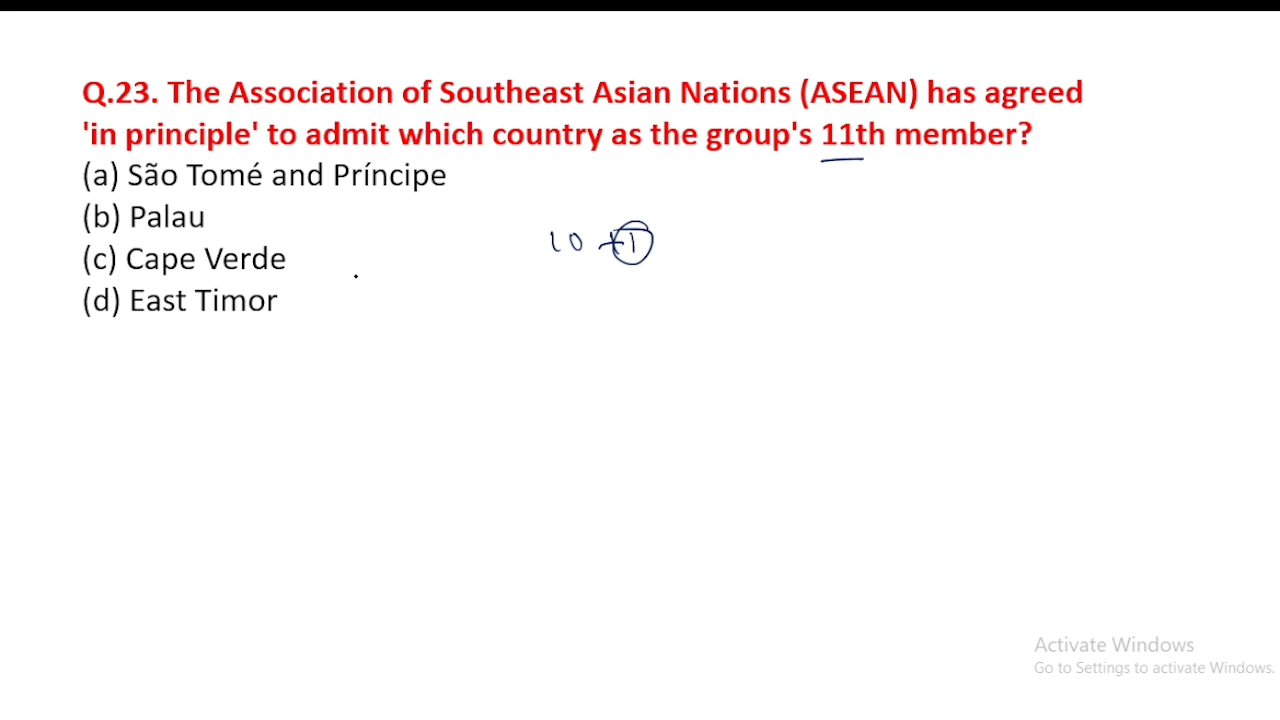 Q.23. The Association of Southeast Asian Nations (ASEAN) has agreed
'in principle' to admit which country as the group's 11th member?
(a) São Tomé and Príncipe
(b) Palau
10 +1
(c) Cape Verde
(d) East Timor
Activate Windows
Go to Settings to activate Windows.